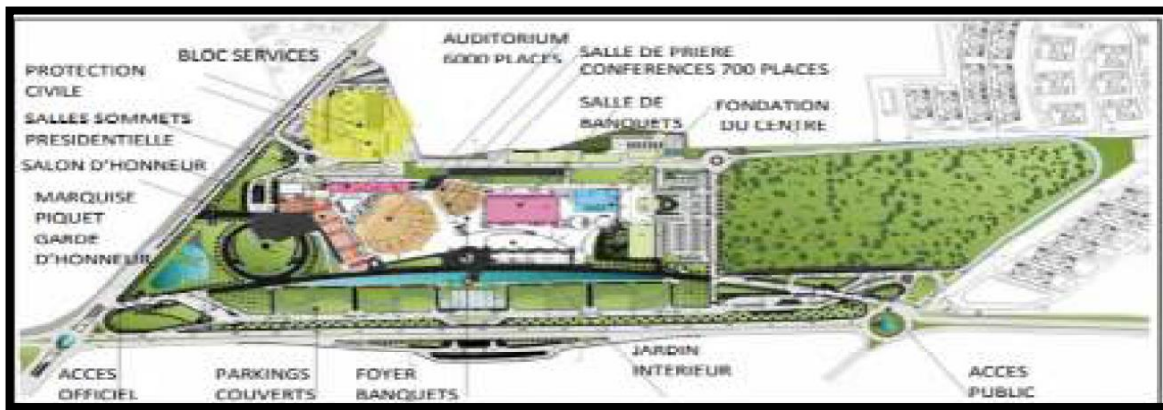 BLOC SERVICES
PROTECTION
CIVILE
SALLES SOMMETS
PRESIDENTIELLE
SALON D'HONNEUR
MARQUISE
PIQUET
GARDE
D'HONNEUR
AUDITORIUM
6000 PLACES
SALLE DE PRIERE
CONFERENCES 700 PLACES
SALLE DE
BANQUETS
FONDATION
DU CENTRE
ACCES
OFFICIEL
PARKINGS
COUVERTS
FOYER
BANQUETS
JARDIN
INTERIEUR
ACCES
PUBLIC